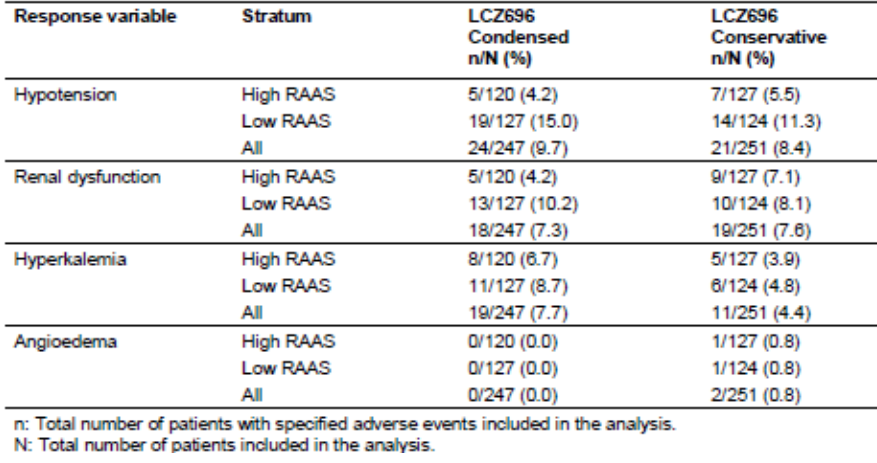 Response variable Stratum LCZ696 Condensed n/N (%) LCZ696 Conservative n/N (%)
Hypotension High RAAS 5/120 (4.2) 7/127 (5.5)
Low RAAS 19/127 (15.0) 14/124 (11.3)
All 24/247 (9.7) 21/251 (8.4)
Renal dysfunction High RAAS 5/120 (4.2) 9/127 (7.1)
Low RAAS 13/127 (10.2) 10/124 (8.1)
All 18/247 (7.3) 19/251 (7.6)
Hyperkalemia High RAAS 8/120 (6.7) 5/127 (3.9)
Low RAAS 11/127 (8.7) 6/124 (4.8)
All 19/247 (7.7) 11/251 (4.4)
Angioedema High RAAS 0/120 (0.0) 1/127 (0.8)
Low RAAS 0/127 (0.0) 1/124 (0.8)
All 0/247 (0.0) 2/251 (0.8)
n: Total number of patients with specified adverse events included in the analysis.
N: Total number of patients included in the analysis.